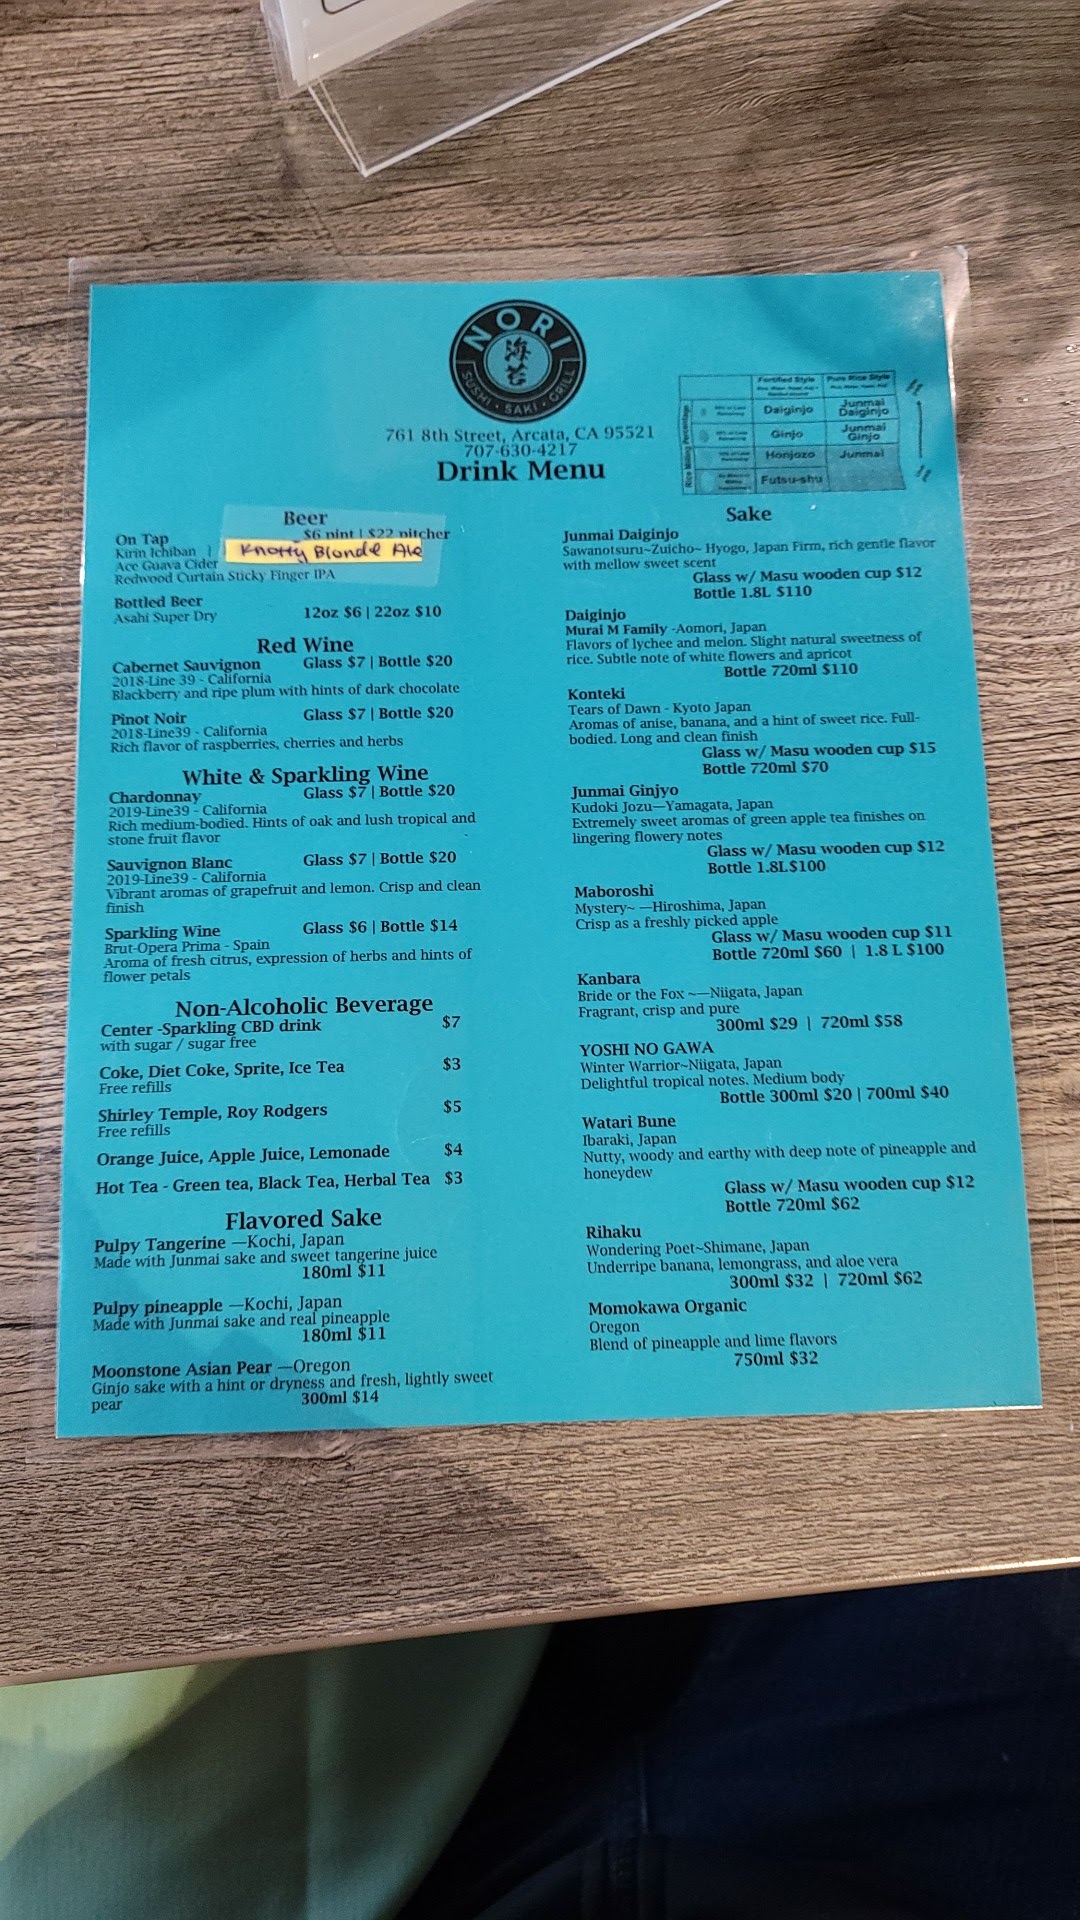 NORI
海苔
SUSHI · SAKI · GRILL
761 8th Street, Arcata, CA 95521
707-630-4217
Drink Menu
Fortified Style Pure Rice Style
Daiginjo Junmai Daiginjo
Ginjo Junmai Ginjo
Honjozo Junmai
Futsu-shu
Rice Milling Percentage
Beer
On Tap $6 pint | $22 pitcher
Kirin Ichiban | Knotty Blonde Ale
Ace Guava Cider
Redwood Curtain Sticky Finger IPA
Bottled Beer
Asahi Super Dry 12oz $6 | 22oz $10
Red Wine
Cabernet Sauvignon Glass $7 | Bottle $20
2018-Line 39 - California
Blackberry and ripe plum with hints of dark chocolate
Pinot Noir Glass $7 | Bottle $20
2018-Line39 - California
Rich flavor of raspberries, cherries and herbs
White & Sparkling Wine
Chardonnay Glass $7 | Bottle $20
2019-Line39 - California
Rich medium-bodied. Hints of oak and lush tropical and
stone fruit flavor
Sauvignon Blanc Glass $7 | Bottle $20
2019-Line39 - California
Vibrant aromas of grapefruit and lemon. Crisp and clean
finish
Sparkling Wine Glass $6 | Bottle $14
Brut-Opera Prima - Spain
Aroma of fresh citrus, expression of herbs and hints of
flower petals
Non-Alcoholic Beverage
Center -Sparkling CBD drink $7
with sugar / sugar free
Coke, Diet Coke, Sprite, Ice Tea $3
Free refills
Shirley Temple, Roy Rodgers $5
Free refills
Orange Juice, Apple Juice, Lemonade $4
Hot Tea - Green tea, Black Tea, Herbal Tea $3
Flavored Sake
Pulpy Tangerine —Kochi, Japan
Made with Junmai sake and sweet tangerine juice
180ml $11
Pulpy pineapple —Kochi, Japan
Made with Junmai sake and real pineapple
180ml $11
Moonstone Asian Pear —Oregon
Ginjo sake with a hint or dryness and fresh, lightly sweet
pear 300ml $14
Sake
Junmai Daiginjo
Sawanotsuru~Zuicho~ Hyogo, Japan Firm, rich gentle flavor
with mellow sweet scent
Glass w/ Masu wooden cup $12
Bottle 1.8L $110
Daiginjo
Murai M Family -Aomori, Japan
Flavors of lychee and melon. Slight natural sweetness of
rice. Subtle note of white flowers and apricot
Bottle 720ml $110
Konteki
Tears of Dawn - Kyoto Japan
Aromas of anise, banana, and a hint of sweet rice. Full-
bodied. Long and clean finish
Glass w/ Masu wooden cup $15
Bottle 720ml $70
Junmai Ginjyo
Kudoki Jozu—Yamagata, Japan
Extremely sweet aromas of green apple tea finishes on
lingering flowery notes
Glass w/ Masu wooden cup $12
Bottle 1.8L$100
Maboroshi
Mystery~ —Hiroshima, Japan
Crisp as a freshly picked apple
Glass w/ Masu wooden cup $11
Bottle 720ml $60 | 1.8 L $100
Kanbara
Bride or the Fox ~—Niigata, Japan
Fragrant, crisp and pure
300ml $29 | 720ml $58
YOSHI NO GAWA
Winter Warrior~Niigata, Japan
Delightful tropical notes. Medium body
Bottle 300ml $20 | 700ml $40
Watari Bune
Ibaraki, Japan
Nutty, woody and earthy with deep note of pineapple and
honeydew
Glass w/ Masu wooden cup $12
Bottle 720ml $62
Rihaku
Wondering Poet~Shimane, Japan
Underripe banana, lemongrass, and aloe vera
300ml $32 | 720ml $62
Momokawa Organic
Oregon
Blend of pineapple and lime flavors
750ml $32